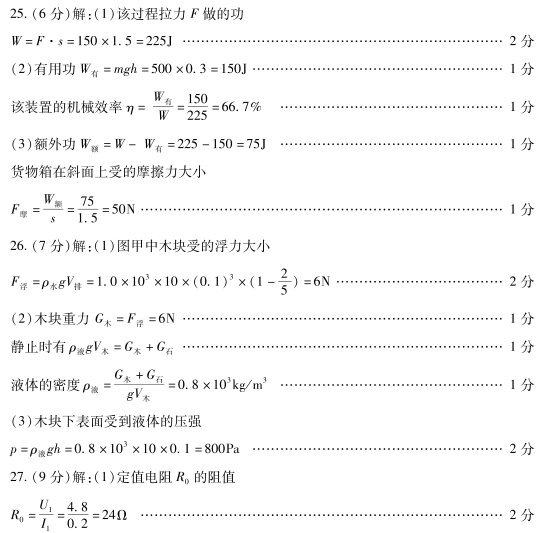 25. (6 分)解:(1)该过程拉力 F 做的功
W = F · s = 150 × 1. 5 = 225J …………………………………………………… 2 分
(2)有用功 W有 = mgh = 500 × 0. 3 = 150J …………………………………………… 1 分
该装置的机械效率 η = W有/W = 150/225 = 66. 7% …………………………………………… 1 分
(3)额外功 W额 = W - W有 = 225 - 150 = 75J …………………………………………… 1 分
货物箱在斜面上受的摩擦力大小
F摩 = W额/s = 75/1. 5 = 50N …………………………………………………… 1 分
26. (7 分)解:(1)图甲中木块受的浮力大小
F浮 = ρ水gV排 = 1. 0 × 10³ × 10 × (0. 1)³ × (1 - 2/5) = 6N ……………………………… 2 分
(2)木块重力 G木 = F浮 = 6N …………………………………………………… 1 分
静止时有 ρ液gV木 = G木 + G石 …………………………………………………… 1 分
液体的密度 ρ液 = (G木 + G石)/(gV木) = 0. 8 × 10³kg/m³ ……………………………………… 1 分
(3)木块下表面受到液体的压强
p = ρ液gh = 0. 8 × 10³ × 10 × 0. 1 = 800Pa …………………………………………… 2 分
27. (9 分)解:(1)定值电阻 R₀ 的阻值
R₀ = U₁/I₁ = 4. 8/0. 2 = 24Ω …………………………………………………… 2 分